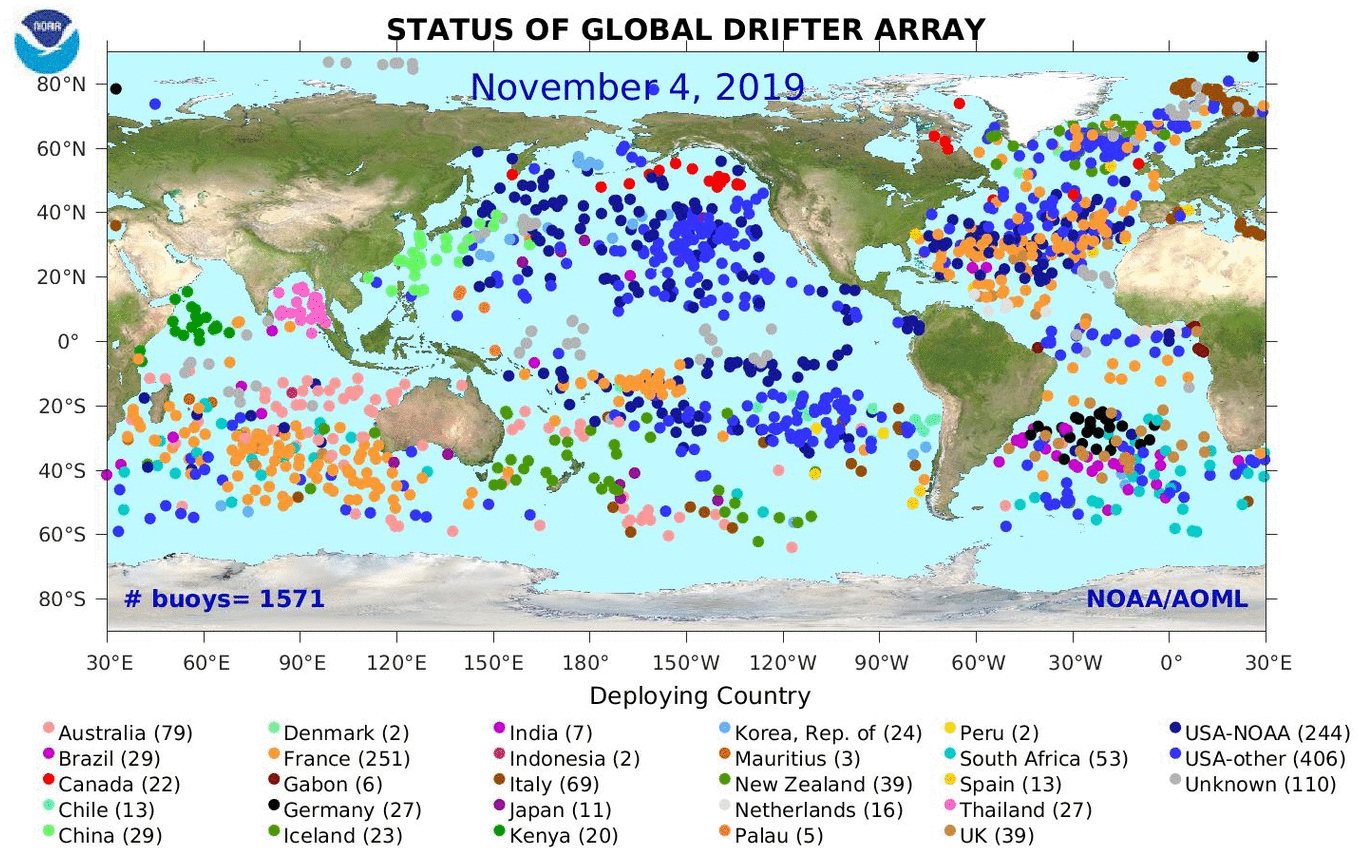 NOAA
STATUS OF GLOBAL DRIFTER ARRAY
November 4, 2019
80°N
60°N
40°N
20°N
0°
20°S
40°S
60°S
80°S
# buoys= 1571
NOAA/AOML
30°E 60°E 90°E 120°E 150°E 180° 150°W 120°W 90°W 60°W 30°W 0° 30°E
Deploying Country
Australia (79)
Brazil (29)
Canada (22)
Chile (13)
China (29)
Denmark (2)
France (251)
Gabon (6)
Germany (27)
Iceland (23)
India (7)
Indonesia (2)
Italy (69)
Japan (11)
Kenya (20)
Korea, Rep. of (24)
Mauritius (3)
New Zealand (39)
Netherlands (16)
Palau (5)
Peru (2)
South Africa (53)
Spain (13)
Thailand (27)
UK (39)
USA-NOAA (244)
USA-other (406)
Unknown (110)